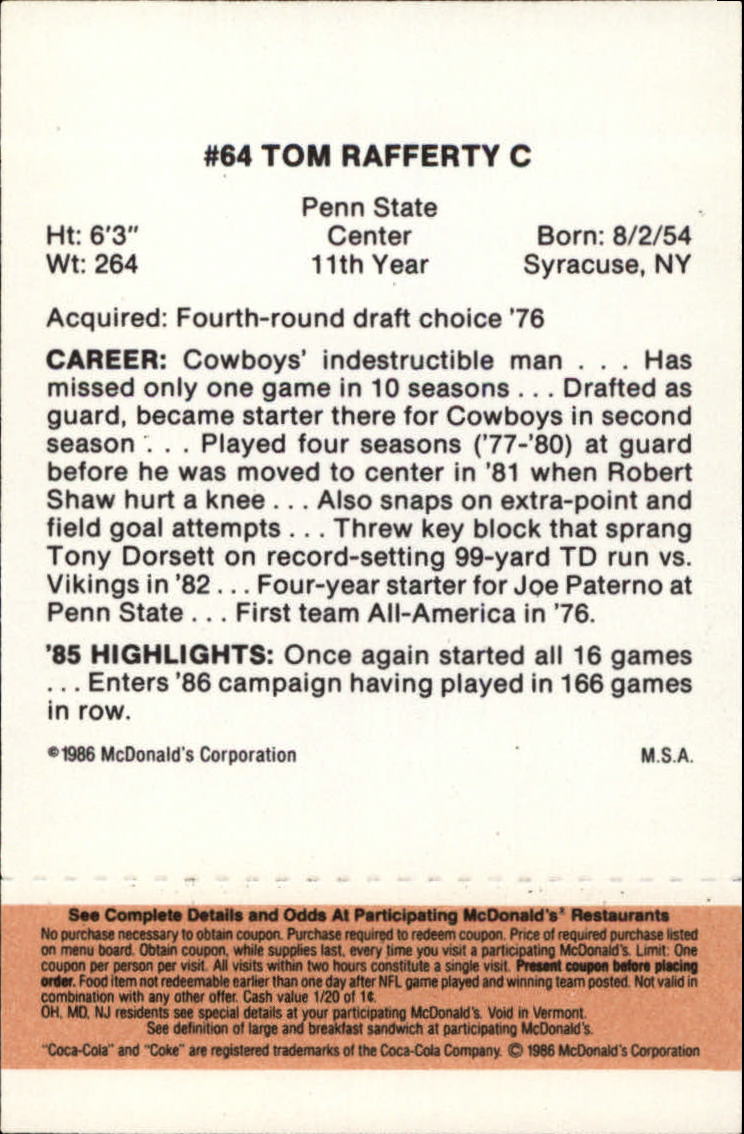 #64 TOM RAFFERTY C
Penn State
Ht: 6'3" Center Born: 8/2/54
Wt: 264 11th Year Syracuse, NY
Acquired: Fourth-round draft choice '76
CAREER: Cowboys' indestructible man . . . Has
missed only one game in 10 seasons . . . Drafted as
guard, became starter there for Cowboys in second
season . . . Played four seasons ('77-'80) at guard
before he was moved to center in '81 when Robert
Shaw hurt a knee . . . Also snaps on extra-point and
field goal attempts . . . Threw key block that sprang
Tony Dorsett on record-setting 99-yard TD run vs.
Vikings in '82 . . . Four-year starter for Joe Paterno at
Penn State . . . First team All-America in '76.
'85 HIGHLIGHTS: Once again started all 16 games
. . . Enters '86 campaign having played in 166 games
in row.
©1986 McDonald's Corporation M.S.A.
See Complete Details and Odds At Participating McDonald's® Restaurants
No purchase necessary to obtain coupon. Purchase required to redeem coupon. Price of required purchase listed
on menu board. Obtain coupon, while supplies last, every time you visit a participating McDonald's. Limit: One
coupon per person per visit. All visits within two hours constitute a single visit. Present coupon before placing
order. Food item not redeemable earlier than one day after NFL game played and winning team posted. Not valid in
combination with any other offer. Cash value 1/20 of 1¢.
OH, MD, NJ residents see special details at your participating McDonald's. Void in Vermont.
See definition of large and breakfast sandwich at participating McDonald's.
"Coca-Cola" and "Coke" are registered trademarks of the Coca-Cola Company. © 1986 McDonald's Corporation